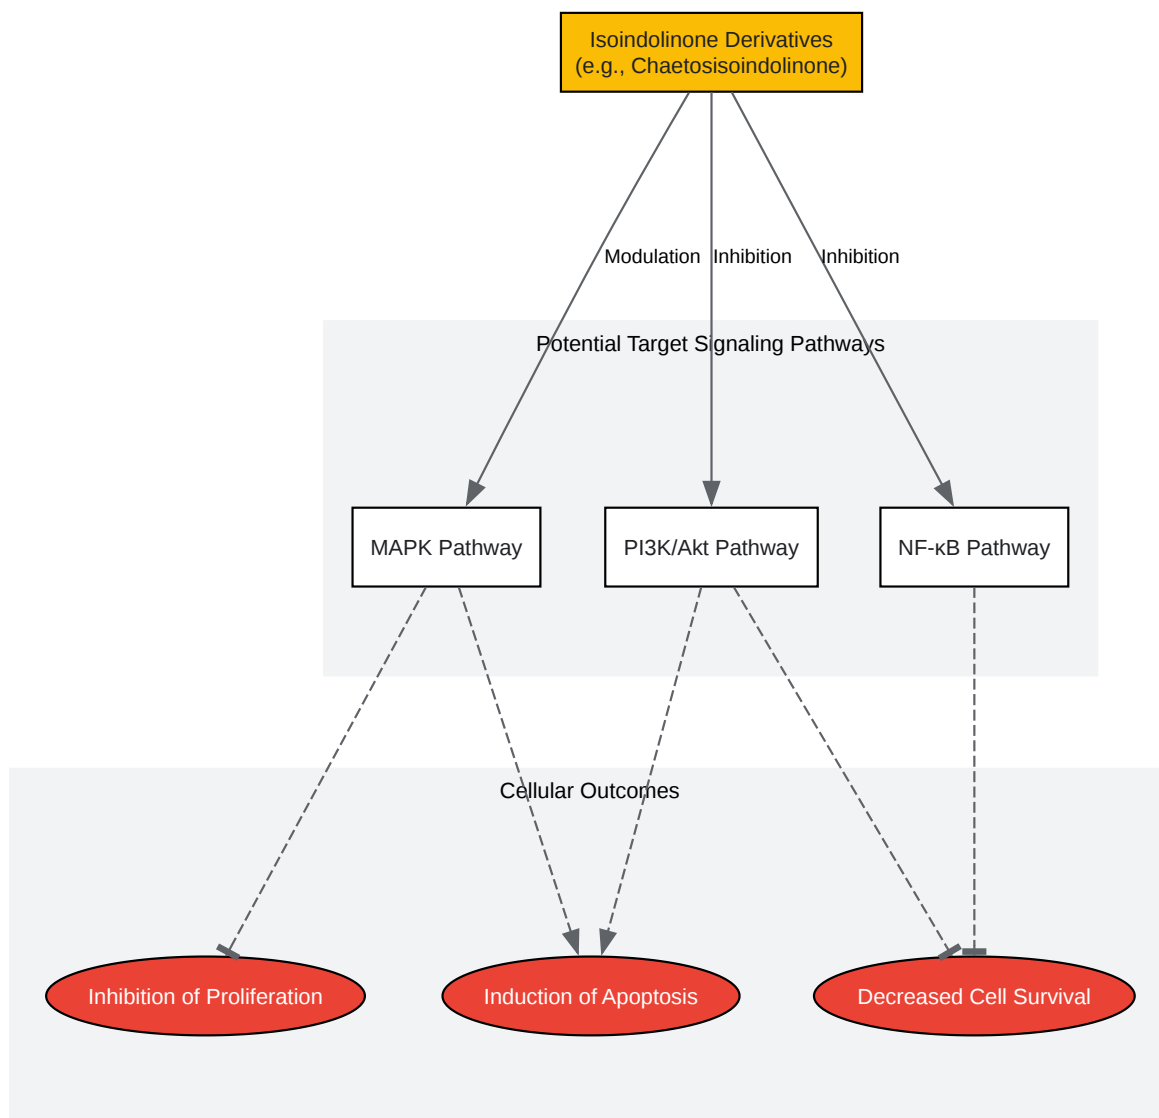 Isoindolinone Derivatives
(e.g., Chaetosisoindolinone)
Modulation
Inhibition
Inhibition
Potential Target Signaling Pathways
MAPK Pathway
PI3K/Akt Pathway
NF-κB Pathway
Cellular Outcomes
Inhibition of Proliferation
Induction of Apoptosis
Decreased Cell Survival